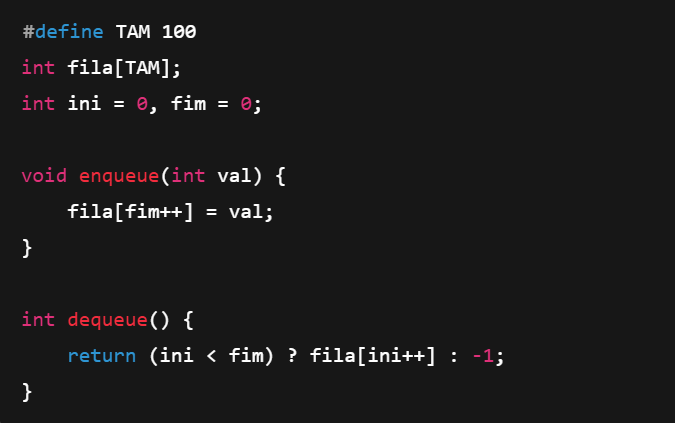 #define TAM 100
int fila[TAM];
int ini = 0, fim = 0;

void enqueue(int val) {
    fila[fim++] = val;
}

int dequeue() {
    return (ini < fim) ? fila[ini++] : -1;
}